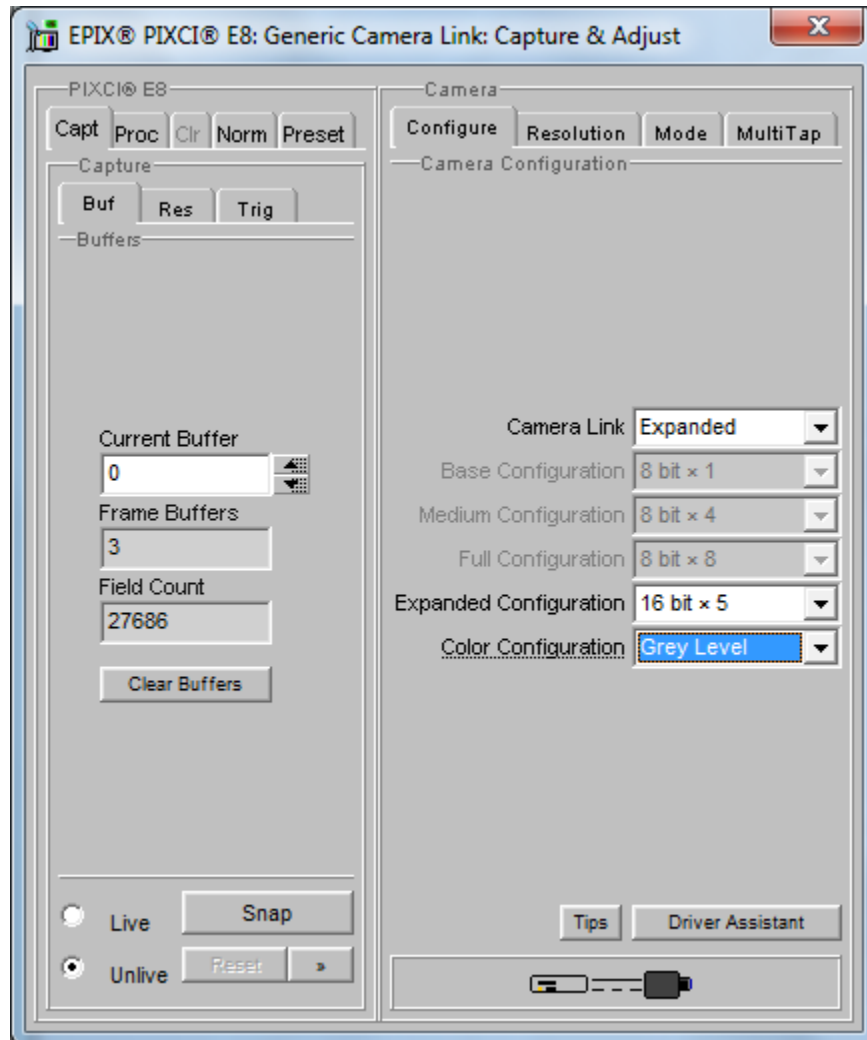 EPIX® PIXCI® E8: Generic Camera Link: Capture & Adjust
PIXCI® E8
Capt Proc Clr Norm Preset
Capture
Buf Res Trig
Buffers
Current Buffer
0
Frame Buffers
3
Field Count
27686
Clear Buffers
Live
Snap
Unlive
Reset
»
Camera
Configure Resolution Mode MultiTap
Camera Configuration
Camera Link Expanded
Base Configuration 8 bit × 1
Medium Configuration 8 bit × 4
Full Configuration 8 bit × 8
Expanded Configuration 16 bit × 5
Color Configuration Grey Level
Tips
Driver Assistant